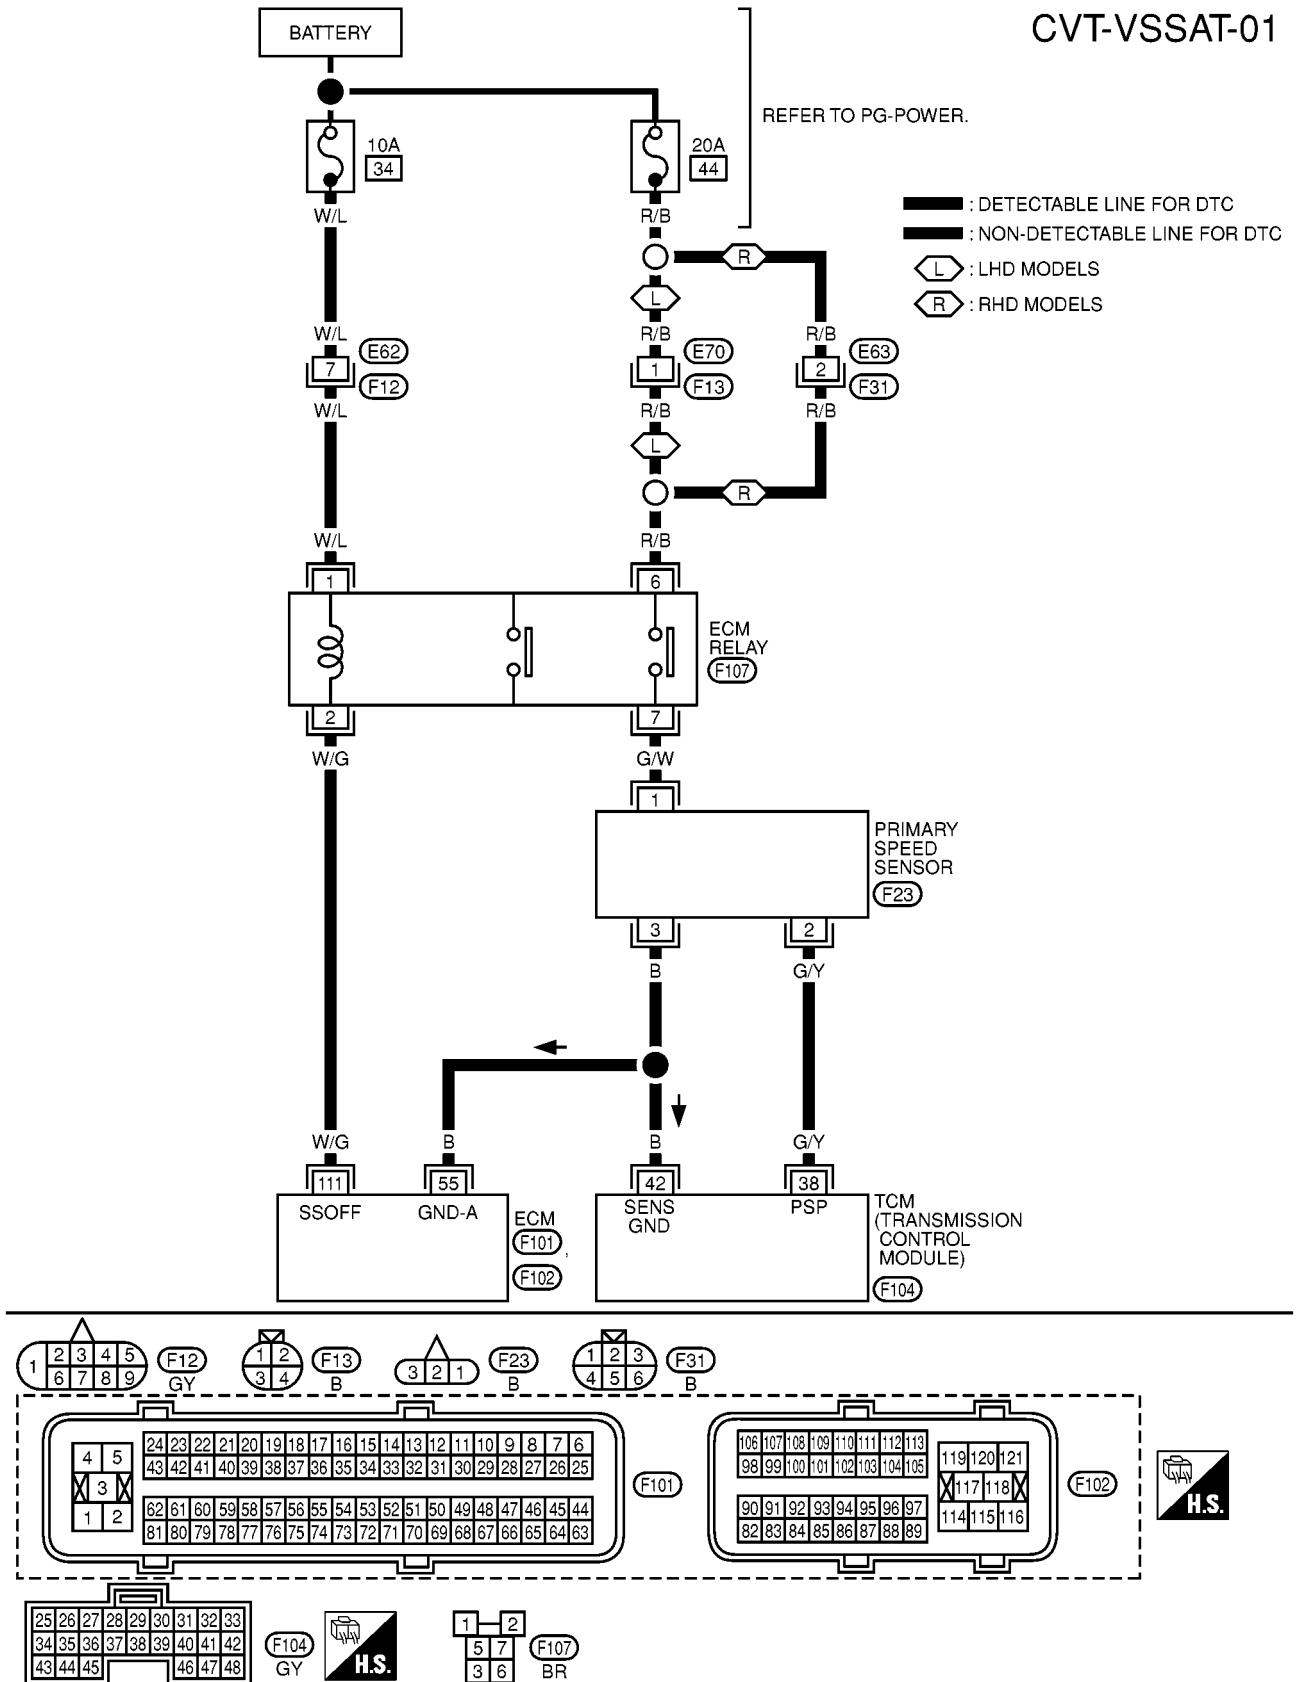 CVT-VSSAT-01
BATTERY
REFER TO PG-POWER.
10A
34
20A
44
W/L
R/B
: DETECTABLE LINE FOR DTC
: NON-DETECTABLE LINE FOR DTC
L : LHD MODELS
R : RHD MODELS
R
L
W/L R/B R/B
7 E62 F12
1 E70 F13
2 E63 F31
W/L R/B R/B
L
R
W/L R/B
1 6
ECM
RELAY
F107
2 7
W/G G/W
1
PRIMARY
SPEED
SENSOR
F23
3 2
B G/Y
W/G B B G/Y
111 55 42 38
SSOFF GND-A SENS
GND PSP
ECM
F101 ,
F102
TCM
(TRANSMISSION
CONTROL
MODULE)
F104
1 2 3 4 5
6 7 8 9
F12
GY
1 2
3 4
F13
B
3 2 1
F23
B
1 2 3
4 5 6
F31
B
4 5
3
1 2
24 23 22 21 20 19 18 17 16 15 14 13 12 11 10 9 8 7 6
43 42 41 40 39 38 37 36 35 34 33 32 31 30 29 28 27 26 25
62 61 60 59 58 57 56 55 54 53 52 51 50 49 48 47 46 45 44
81 80 79 78 77 76 75 74 73 72 71 70 69 68 67 66 65 64 63
F101
106 107 108 109 110 111 112 113
98 99 100 101 102 103 104 105
90 91 92 93 94 95 96 97
82 83 84 85 86 87 88 89
119 120 121
117 118
114 115 116
F102
H.S.
25 26 27 28 29 30 31 32 33
34 35 36 37 38 39 40 41 42
43 44 45 46 47 48
F104
GY
H.S.
1 2
5 7
3 6
F107
BR